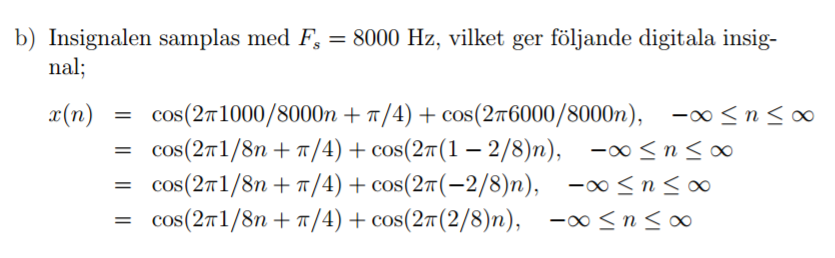 b) Insignalen samplas med Fₛ = 8000 Hz, vilket ger följande digitala insig-
nal;
x(n) = cos(2π1000/8000n + π/4) + cos(2π6000/8000n), −∞ ≤ n ≤ ∞
= cos(2π1/8n + π/4) + cos(2π(1 − 2/8)n), −∞ ≤ n ≤ ∞
= cos(2π1/8n + π/4) + cos(2π(−2/8)n), −∞ ≤ n ≤ ∞
= cos(2π1/8n + π/4) + cos(2π(2/8)n), −∞ ≤ n ≤ ∞